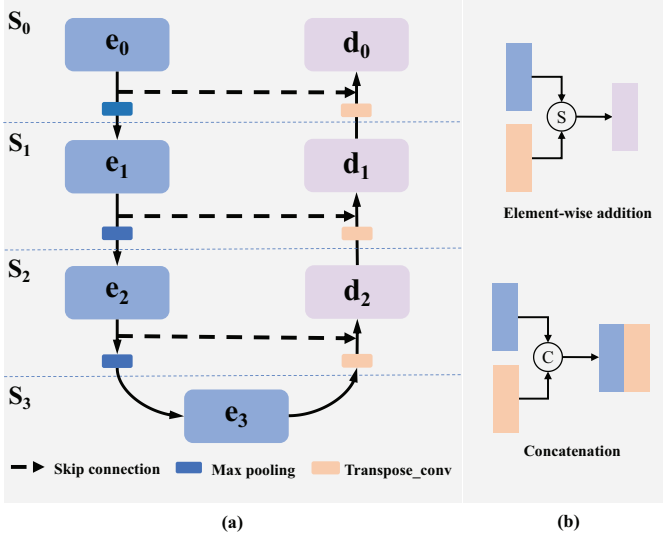 S0
e0
d0
S1
e1
d1
S2
e2
d2
S3
e3
Skip connection
Max pooling
Transpose_conv
(a)
S
Element-wise addition
C
Concatenation
(b)